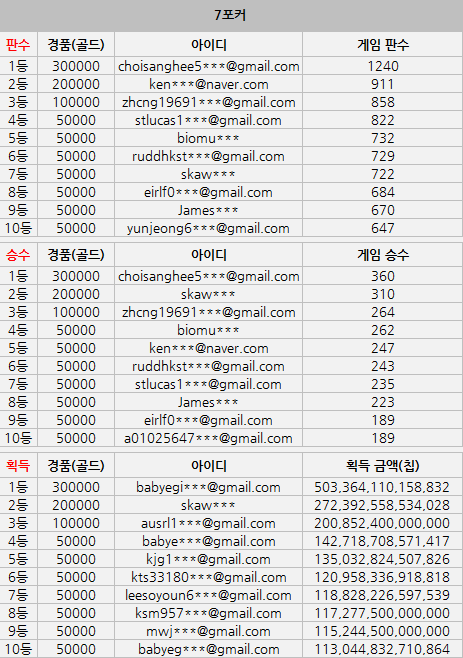 7포커
판수 경품(골드) 아이디 게임 판수
1등 300000 choisanghee5***@gmail.com 1240
2등 200000 ken***@naver.com 911
3등 100000 zhcng19691***@gmail.com 858
4등 50000 stlucas1***@gmail.com 822
5등 50000 biomu*** 732
6등 50000 ruddhkst***@gmail.com 729
7등 50000 skaw*** 722
8등 50000 eirlf0***@gmail.com 684
9등 50000 James*** 670
10등 50000 yunjeong6***@gmail.com 647
승수 경품(골드) 아이디 게임 승수
1등 300000 choisanghee5***@gmail.com 360
2등 200000 skaw*** 310
3등 100000 zhcng19691***@gmail.com 264
4등 50000 biomu*** 262
5등 50000 ken***@naver.com 247
6등 50000 ruddhkst***@gmail.com 243
7등 50000 stlucas1***@gmail.com 235
8등 50000 James*** 223
9등 50000 eirlf0***@gmail.com 189
10등 50000 a01025647***@gmail.com 189
획득 경품(골드) 아이디 획득 금액(칩)
1등 300000 babyegi***@gmail.com 503,364,110,158,832
2등 200000 skaw*** 272,392,558,534,028
3등 100000 ausrl1***@gmail.com 200,852,400,000,000
4등 50000 babye***@gmail.com 142,718,708,571,417
5등 50000 kjg1***@gmail.com 135,032,824,507,826
6등 50000 kts33180***@gmail.com 120,958,336,918,818
7등 50000 leesoyoun6***@gmail.com 118,828,226,597,539
8등 50000 ksm957***@gmail.com 117,277,500,000,000
9등 50000 mwj***@gmail.com 115,244,500,000,000
10등 50000 babyeg***@gmail.com 113,044,832,710,864